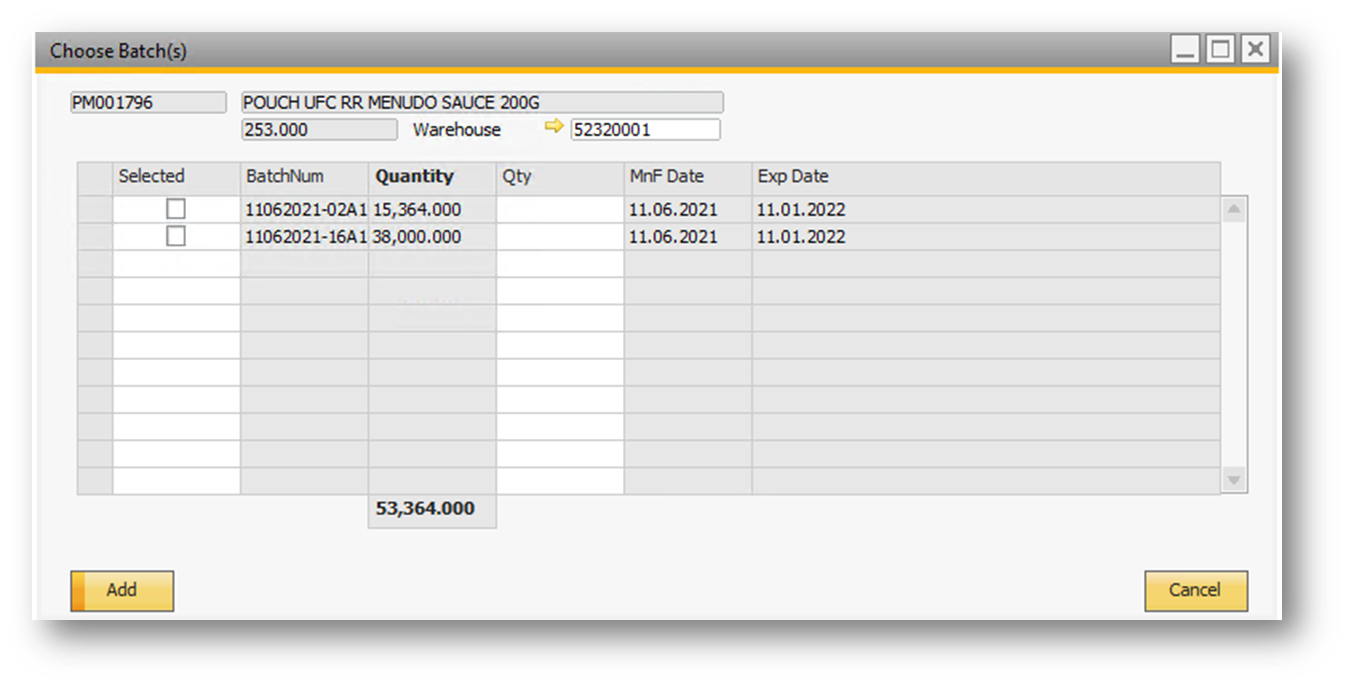 Choose Batch(s)
PM001796 POUCH UFC RR MENUDO SAUCE 200G
253.000 Warehouse 52320001
Selected BatchNum Quantity Qty MnF Date Exp Date
11062021-02A1 15,364.000 11.06.2021 11.01.2022
11062021-16A1 38,000.000 11.06.2021 11.01.2022
53,364.000
Add Cancel